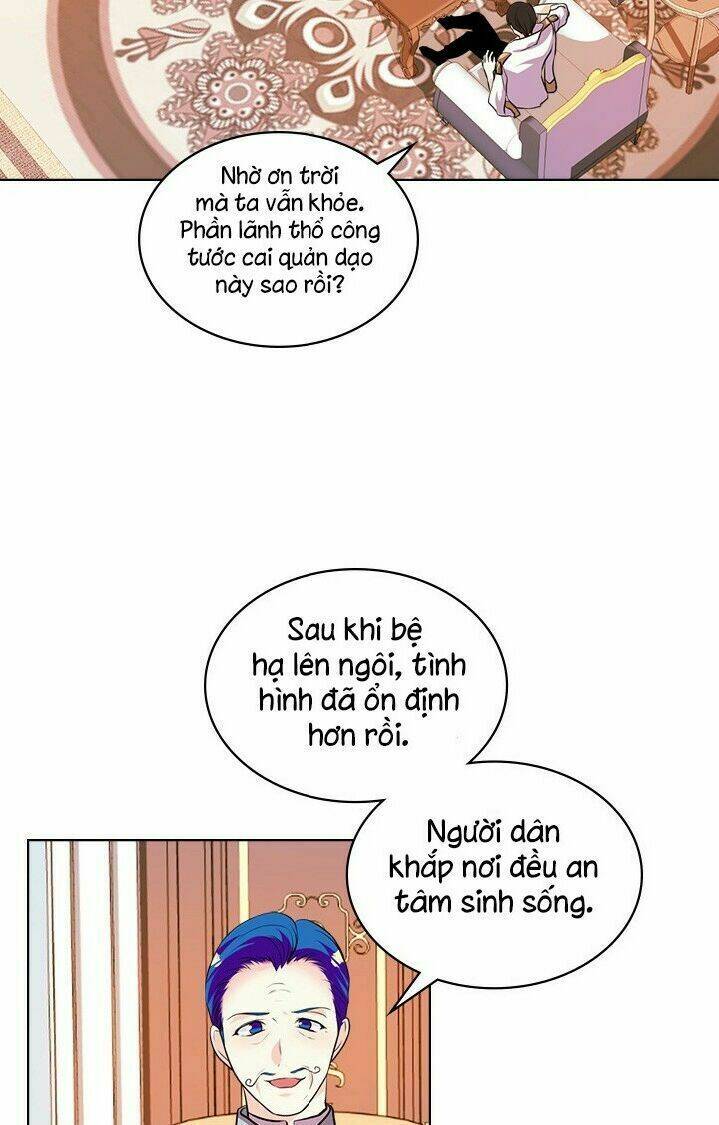 Nhờ ơn trời
mà ta vẫn khỏe.
Phần lãnh thổ công
tước cai quản dạo
này sao rồi?
Sau khi bệ
hạ lên ngôi, tình
hình đã ổn định
hơn rồi.
Người dân
khắp nơi đều an
tâm sinh sống.